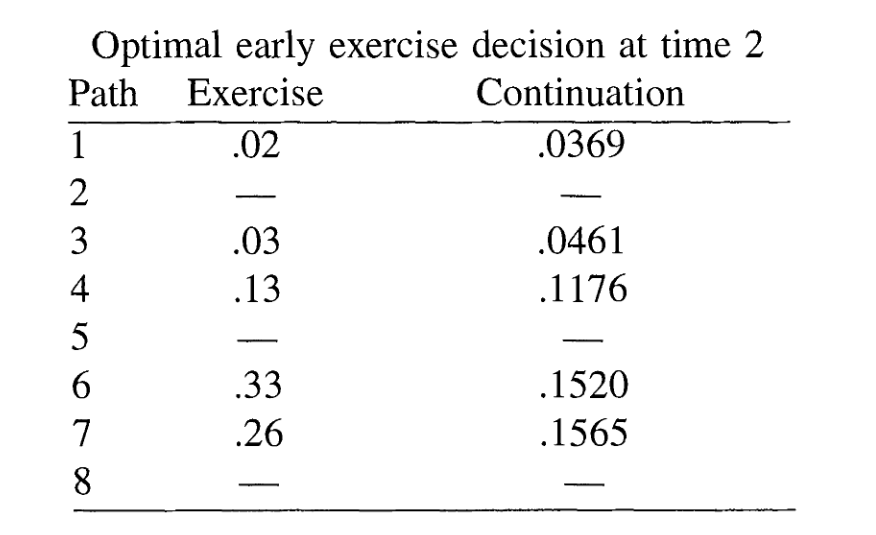 Optimal early exercise decision at time 2
Path Exercise Continuation
1 .02 .0369
2 — —
3 .03 .0461
4 .13 .1176
5 — —
6 .33 .1520
7 .26 .1565
8 — —